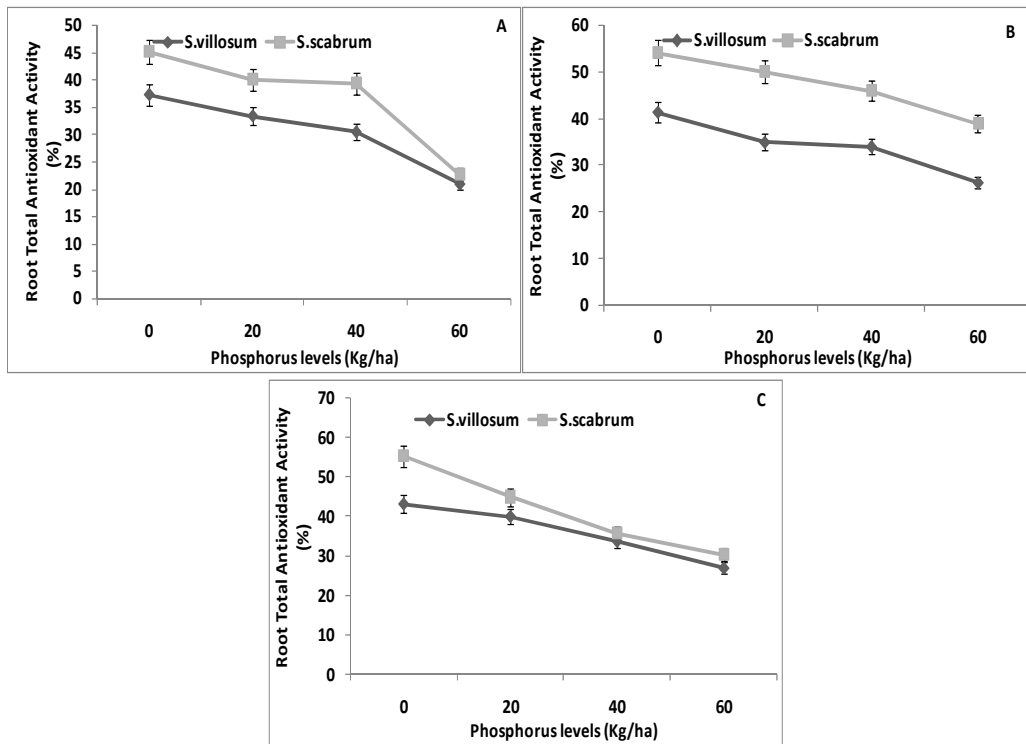 A
S.villosum S.scabrum
Root Total Antioxidant Activity
(%)
50
45
40
35
30
25
20
15
10
5
0
0 20 40 60
Phosphorus levels (Kg/ha)
B
S.villosum S.scabrum
Root Total Antioxidant Activity
(%)
60
50
40
30
20
10
0
0 20 40 60
Phosphorus levels (Kg/ha)
C
S.villosum S.scabrum
Root Total Antioxidant Activity
(%)
70
60
50
40
30
20
10
0
0 20 40 60
Phosphorus levels (Kg/ha)